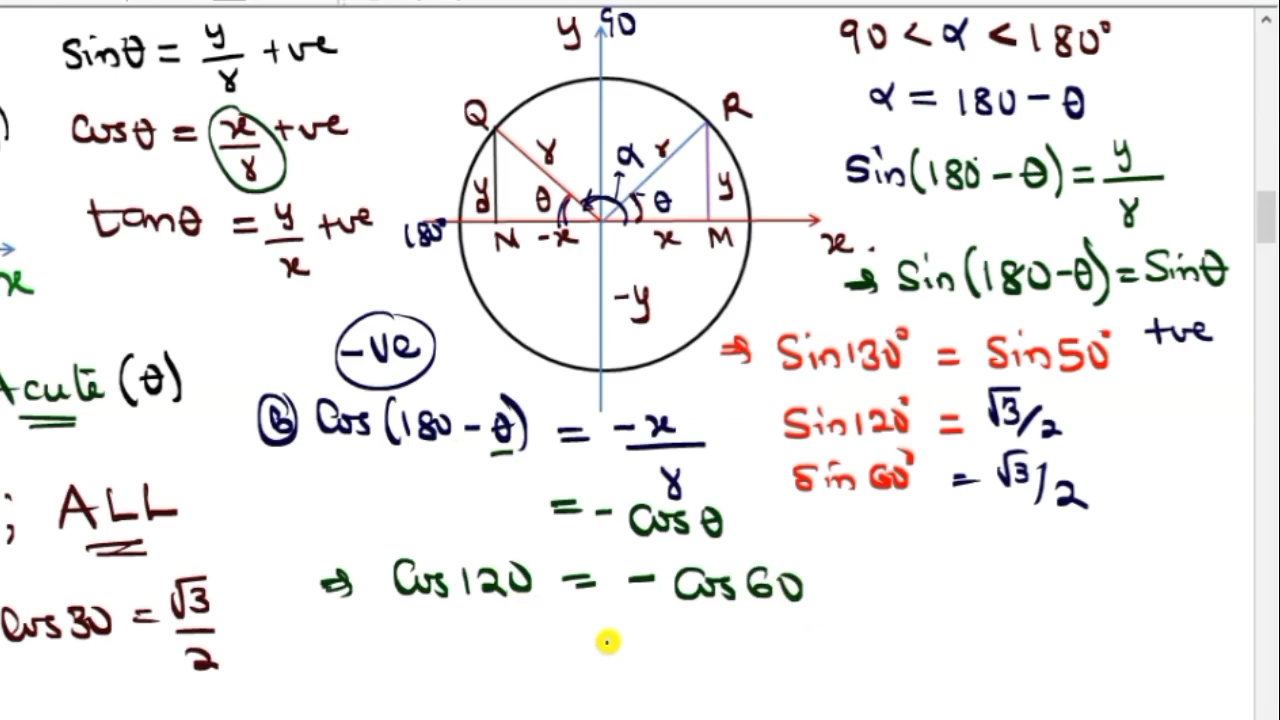 sinθ = y/r +ve
cosθ = x/r +ve
tanθ = y/x +ve
x
Acute (θ)
; ALL
Cos30 = √3/2
y 90
Q
R
r
α
r
y
θ
θ
y
180°
N
-x
x
M
x
-y
-ve
(b) Cos(180 - θ) = -x/r
= - Cosθ
⇒ Cos120 = - Cos60
90 < α < 180°
α = 180 - θ
Sin(180 - θ) = y/r
⇒ Sin(180 - θ) = Sinθ
+ve
⇒ Sin130° = Sin50°
Sin120° = √3/2
Sin60° = √3/2